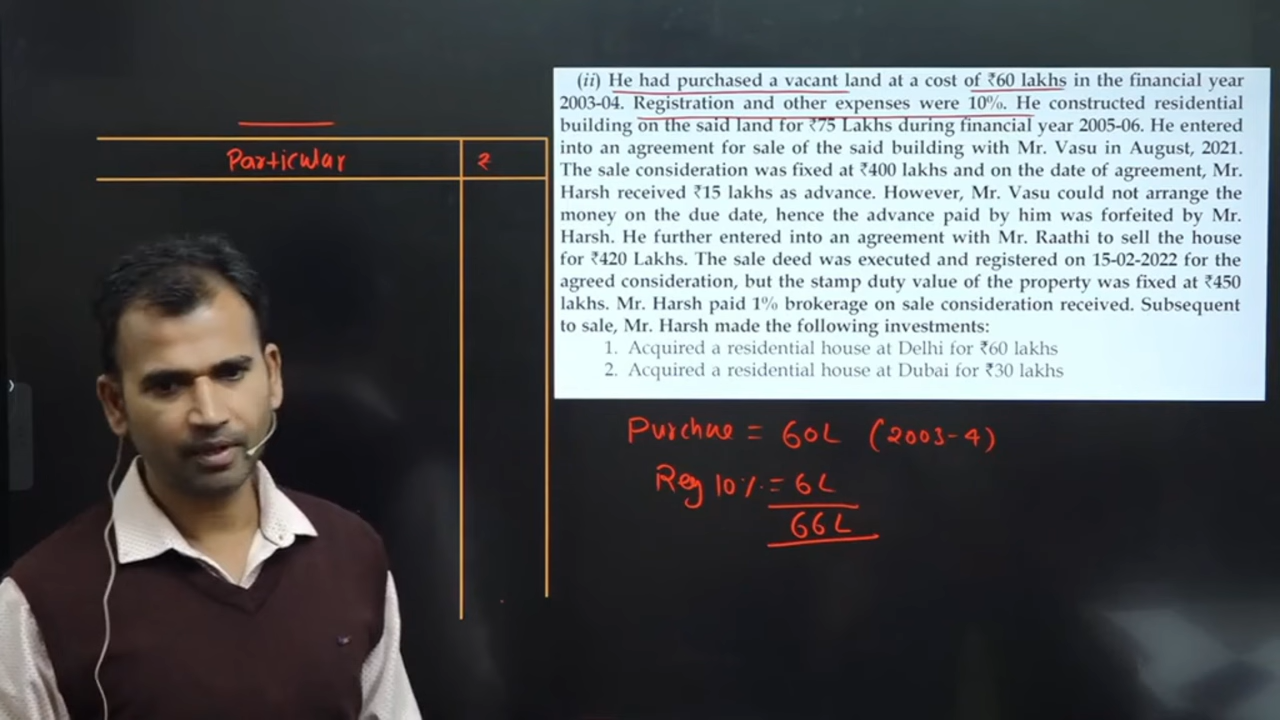 (ii) He had purchased a vacant land at a cost of ₹60 lakhs in the financial year
2003-04. Registration and other expenses were 10%. He constructed residential
building on the said land for ₹75 Lakhs during financial year 2005-06. He entered
into an agreement for sale of the said building with Mr. Vasu in August, 2021.
The sale consideration was fixed at ₹400 lakhs and on the date of agreement, Mr.
Harsh received ₹15 lakhs as advance. However, Mr. Vasu could not arrange the
money on the due date, hence the advance paid by him was forfeited by Mr.
Harsh. He further entered into an agreement with Mr. Raathi to sell the house
for ₹420 Lakhs. The sale deed was executed and registered on 15-02-2022 for the
agreed consideration, but the stamp duty value of the property was fixed at ₹450
lakhs. Mr. Harsh paid 1% brokerage on sale consideration received. Subsequent
to sale, Mr. Harsh made the following investments:
1. Acquired a residential house at Delhi for ₹60 lakhs
2. Acquired a residential house at Dubai for ₹30 lakhs
Particular ₹
Purchae = 60L (2003-4)
Reg 10% = 6L
66L